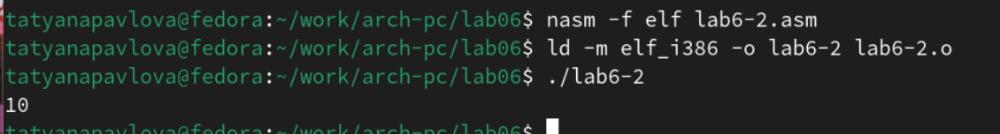 tatyanapavlova@fedora:~/work/arch-pc/lab06$ nasm -f elf lab6-2.asm
tatyanapavlova@fedora:~/work/arch-pc/lab06$ ld -m elf_i386 -o lab6-2 lab6-2.o
tatyanapavlova@fedora:~/work/arch-pc/lab06$ ./lab6-2
10
tatyanapavlova@fedora:~/work/arch-pc/lab06$